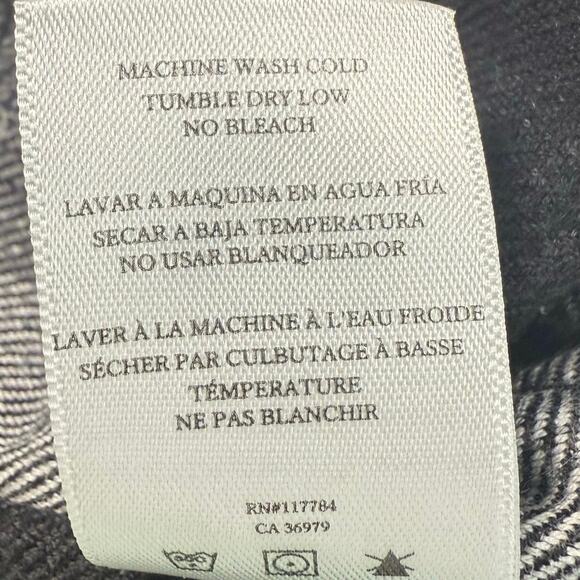 MACHINE WASH COLD
TUMBLE DRY LOW
NO BLEACH
LAVAR A MAQUINA EN AGUA FRÍA
SECAR A BAJA TEMPERATURA
NO USAR BLANQUEADOR
LAVER À LA MACHINE À L'EAU FROIDE
SÉCHER PAR CULBUTAGE À BASSE
TÉMPERATURE
NE PAS BLANCHIR
RN#117784
CA 36979